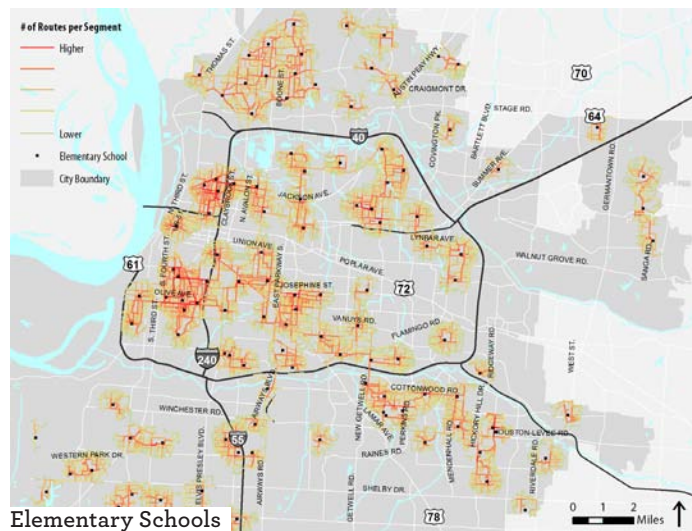 # of Routes per Segment
Higher
Lower
Elementary School
City Boundary
THOMAS ST.
BOONE ST.
AUSTIN PEAY HWY.
CRAIGMONT DR.
70
64
STAGE RD.
BARTLETT BLVD.
COVINGTON PK.
SUMMER AVE.
GERMANTOWN RD.
40
N. THIRD ST.
CLAYBROOK ST.
N. AVALON ST.
JACKSON AVE.
LYNBAR AVE.
UNION AVE.
EAST PARKWAY S.
POPLAR AVE.
WALNUT GROVE RD.
SANGA RD.
61
S. FOURTH ST.
JOSEPHINE ST.
72
OLIVE AVE.
S. THIRD ST.
VANUYS RD.
FLAMINGO RD.
240
RIDGEWAY RD.
WEST ST.
AIRWAYS BLVD.
COTTONWOOD RD.
NEW GETWELL RD.
LAMAR AVE.
PERKINS RD.
HICKORY HILL DR.
MENDENHALL RD.
WINCHESTER RD.
55
RAINES RD.
HOUSTON-LEVEE RD.
RIVERDALE RD.
WESTERN PARK DR.
ELVIS PRESLEY BLVD.
AIRWAYS RD.
GETWELL RD.
SHELBY DR.
78
0 1 2
Miles
Elementary Schools